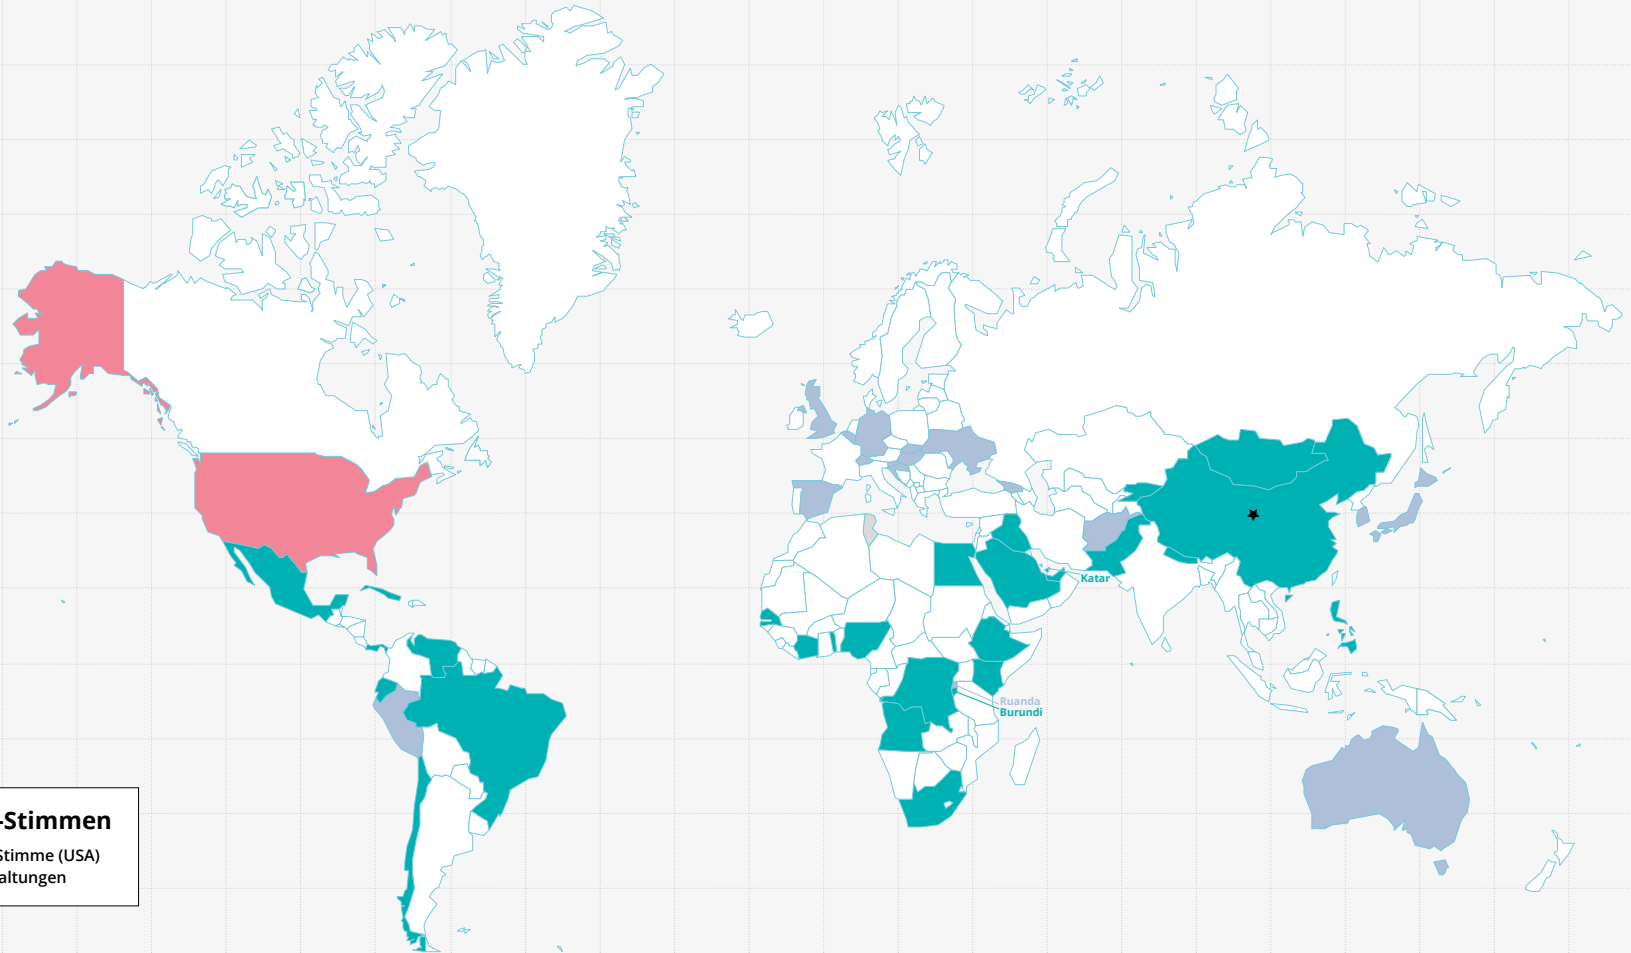 Katar
Ruanda
Burundi
-Stimmen
Stimme (USA)
altungen